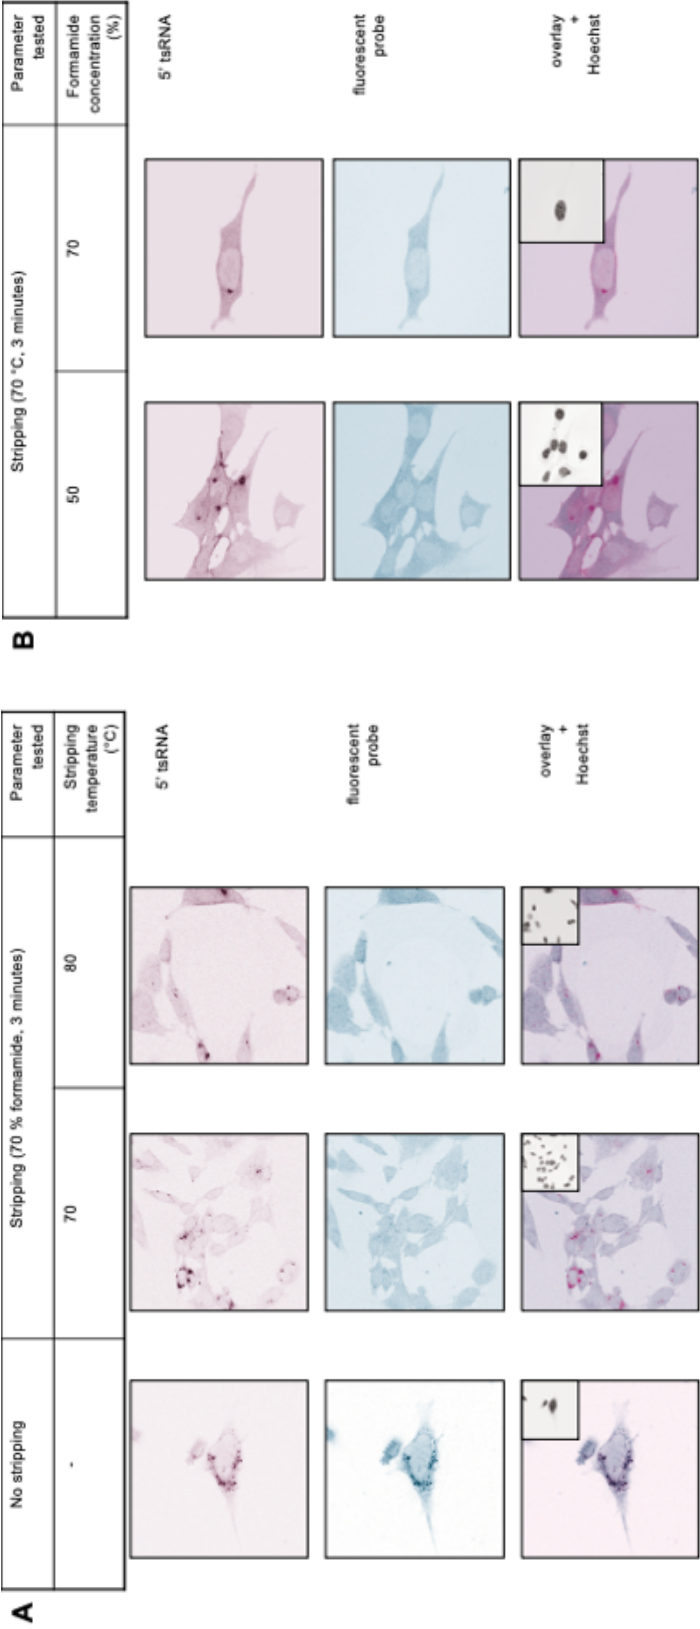 A
No stripping
Stripping (70 % formamide, 3 minutes)
Parameter
tested
-
70
80
Stripping
temperature
(°C)
5' tsRNA
fluorescent
probe
overlay
+
Hoechst
B
Stripping (70 °C, 3 minutes)
Parameter
tested
50
70
Formamide
concentration
(%)
5' tsRNA
fluorescent
probe
overlay
+
Hoechst